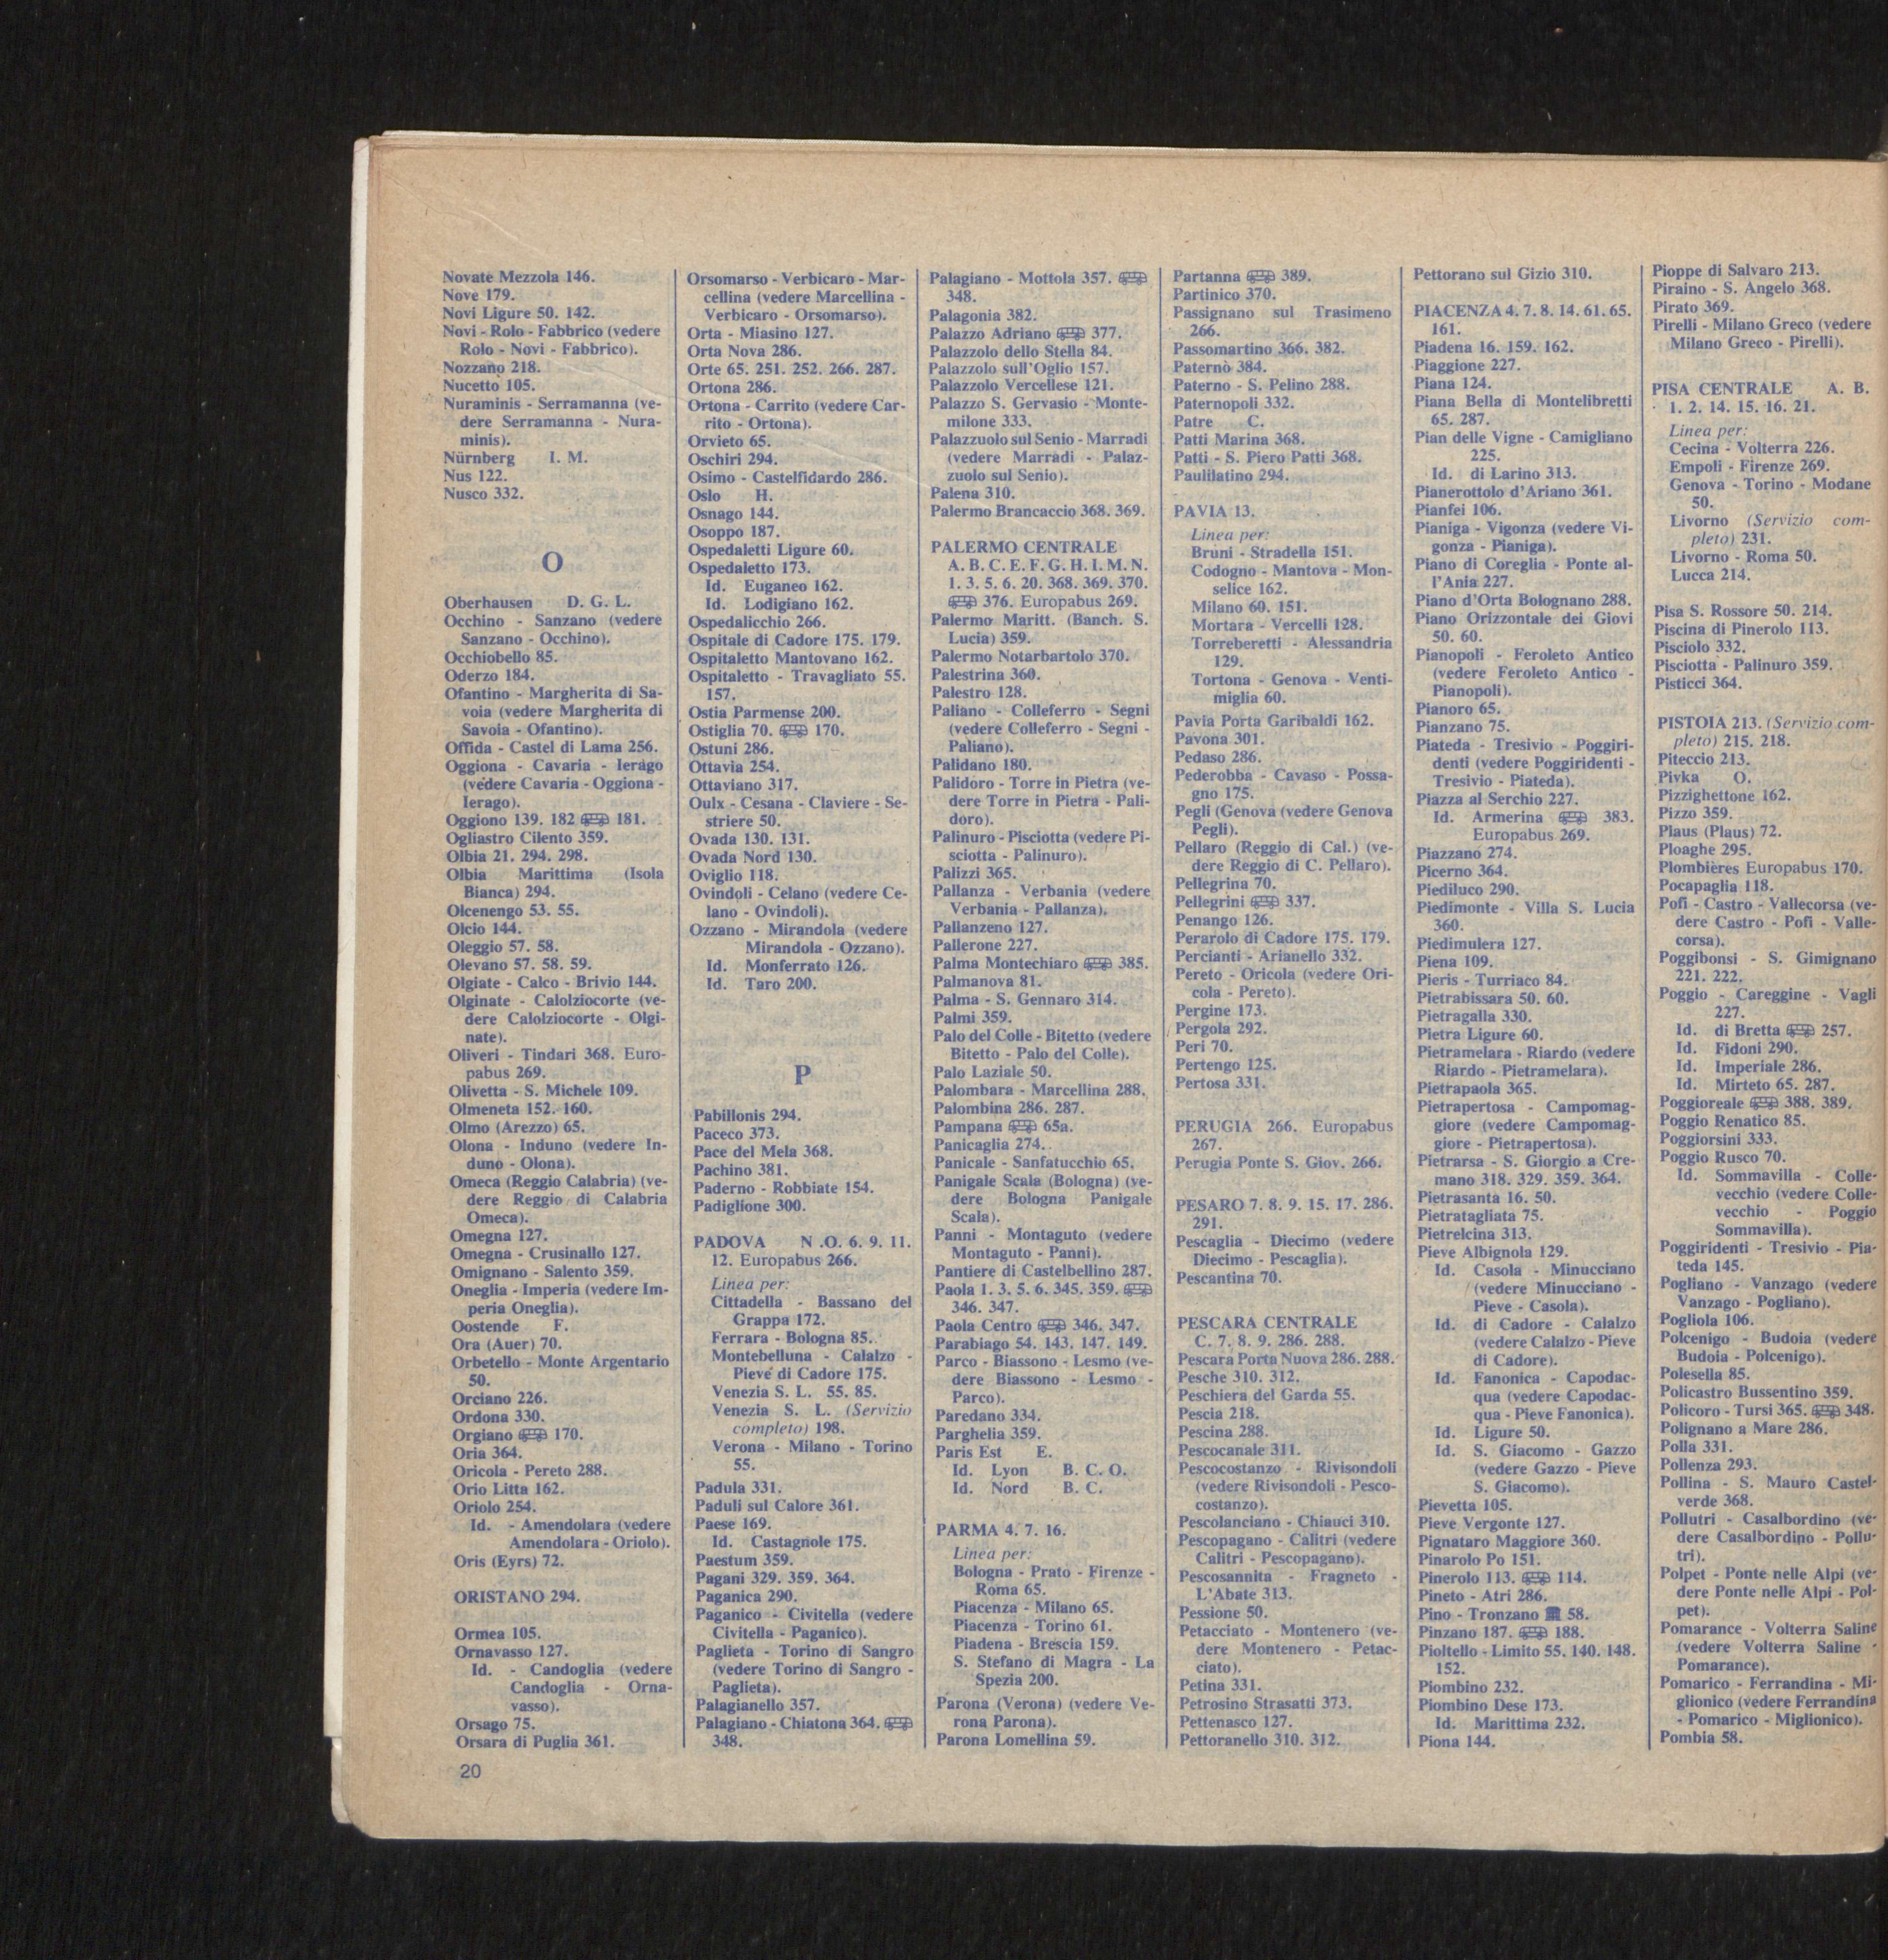 Novate Mezzola 146.
Nove 179.
Novi Ligure 50. 142.
Novi - Rolo - Fabbrico (vedere
Rolo - Novi - Fabbrico).
Nozzano 218.
Nucetto 105.
Nuraminis - Serramanna (ve-
dere Serramanna - Nura-
minis).
Nürnberg I. M.
Nus 122.
Nusco 332.
O
Oberhausen D. G. L.
Occhino - Sanzano (vedere
Sanzano - Occhino).
Occhiobello 85.
Oderzo 184.
Ofantino - Margherita di Sa-
voia (vedere Margherita di
Savoia - Ofantino).
Offida - Castel di Lama 256.
Oggiona - Cavaria - Ierago
(vedere Cavaria - Oggiona -
Ierago).
Oggiono 139. 182 181.
Ogliastro Cilento 359.
Olbia 21. 294. 298.
Olbia Marittima (Isola
Bianca) 294.
Olcenengo 53. 55.
Olcio 144.
Oleggio 57. 58.
Olevano 57. 58. 59.
Olgiate - Calco - Brivio 144.
Olginate - Calolziocorte (ve-
dere Calolziocorte - Olgi-
nate).
Oliveri - Tindari 368. Euro-
pabus 269.
Olivetta - S. Michele 109.
Olmeneta 152. 160.
Olmo (Arezzo) 65.
Olona - Induno (vedere In-
duno - Olona).
Omeca (Reggio Calabria) (ve-
dere Reggio di Calabria
Omeca).
Omegna 127.
Omegna - Crusinallo 127.
Omignano - Salento 359.
Oneglia - Imperia (vedere Im-
peria Oneglia).
Oostende F.
Ora (Auer) 70.
Orbetello - Monte Argentario
50.
Orciano 226.
Ordona 330.
Orgiano 170.
Oria 364.
Oricola - Pereto 288.
Orio Litta 162.
Oriolo 254.
Id. - Amendolara (vedere
Amendolara - Oriolo).
Oris (Eyrs) 72.
ORISTANO 294.
Ormea 105.
Ornavasso 127.
Id. - Candoglia (vedere
Candoglia - Orna-
vasso).
Orsago 75.
Orsara di Puglia 361.
Orsomarso - Verbicaro - Mar-
cellina (vedere Marcellina -
Verbicaro - Orsomarso).
Orta - Miasino 127.
Orta Nova 286.
Orte 65. 251. 252. 266. 287.
Ortona 286.
Ortona - Carrito (vedere Car-
rito - Ortona).
Orvieto 65.
Oschiri 294.
Osimo - Castelfidardo 286.
Oslo H.
Osnago 144.
Osoppo 187.
Ospedaletti Ligure 60.
Ospedaletto 173.
Id. Euganeo 162.
Id. Lodigiano 162.
Ospedalicchio 266.
Ospitale di Cadore 175. 179.
Ospitaletto Mantovano 162.
Ospitaletto - Travagliato 55.
157.
Ostia Parmense 200.
Ostiglia 70. 170.
Ostuni 286.
Ottavia 254.
Ottaviano 317.
Oulx - Cesana - Claviere - Se-
striere 50.
Ovada 130. 131.
Ovada Nord 130.
Oviglio 118.
Ovindoli - Celano (vedere Ce-
lano - Ovindoli).
Ozzano - Mirandola (vedere
Mirandola - Ozzano).
Id. Monferrato 126.
Id. Taro 200.
P
Pabillonis 294.
Paceco 373.
Pace del Mela 368.
Pachino 381.
Paderno - Robbiate 154.
Padiglione 300.
PADOVA N .O. 6. 9. 11.
12. Europabus 266.
Linea per:
Cittadella - Bassano del
Grappa 172.
Ferrara - Bologna 85.
Montebelluna - Calalzo -
Pieve di Cadore 175.
Venezia S. L. 55. 85.
Venezia S. L. (Servizio
completo) 198.
Verona - Milano - Torino
55.
Padula 331.
Paduli sul Calore 361.
Paese 169.
Id. Castagnole 175.
Paestum 359.
Pagani 329. 359. 364.
Paganica 290.
Paganico - Civitella (vedere
Civitella - Paganico).
Paglieta - Torino di Sangro
(vedere Torino di Sangro -
Paglieta).
Palagianello 357.
Palagiano - Chiatona 364.
348.
Palagiano - Mottola 357.
348.
Palagonia 382.
Palazzo Adriano 377.
Palazzolo dello Stella 84.
Palazzolo sull'Oglio 157.
Palazzolo Vercellese 121.
Palazzo S. Gervasio - Monte-
milone 333.
Palazzuolo sul Senio - Marradi
(vedere Marradi - Palaz-
zuolo sul Senio).
Palena 310.
Palermo Brancaccio 368. 369.
PALERMO CENTRALE
A. B. C. E. F. G. H. I. M. N.
1. 3. 5. 6. 20. 368. 369. 370.
376. Europabus 269.
Palermo Maritt. (Banch. S.
Lucia) 359.
Palermo Notarbartolo 370.
Palestrina 360.
Palestro 128.
Paliano - Colleferro - Segni
(vedere Colleferro - Segni -
Paliano).
Palidano 180.
Palidoro - Torre in Pietra (ve-
dere Torre in Pietra - Pali-
doro).
Palinuro - Pisciotta (vedere Pi-
sciotta - Palinuro).
Palizzi 365.
Pallanza - Verbania (vedere
Verbania - Pallanza).
Pallanzeno 127.
Pallerone 227.
Palma Montechiaro 385.
Palmanova 81.
Palma - S. Gennaro 314.
Palmi 359.
Palo del Colle - Bitetto (vedere
Bitetto - Palo del Colle).
Palo Laziale 50.
Palombara - Marcellina 288.
Palombina 286. 287.
Pampana 65a.
Panicaglia 274.
Panicale - Sanfatucchio 65.
Panigale Scala (Bologna) (ve-
dere Bologna Panigale
Scala).
Panni - Montaguto (vedere
Montaguto - Panni).
Pantiere di Castelbellino 287.
Paola 1. 3. 5. 6. 345. 359.
346. 347.
Paola Centro 346. 347.
Parabiago 54. 143. 147. 149.
Parco - Biassono - Lesmo (ve-
dere Biassono - Lesmo -
Parco).
Paredano 334.
Parghelia 359.
Paris Est E.
Id. Lyon B. C. O.
Id. Nord B. C.
PARMA 4. 7. 16.
Linea per:
Bologna - Prato - Firenze -
Roma 65.
Piacenza - Milano 65.
Piacenza - Torino 61.
Piadena - Brescia 159.
S. Stefano di Magra - La
Spezia 200.
Parona (Verona) (vedere Ve-
rona Parona).
Parona Lomellina 59.
Partanna 389.
Partinico 370.
Passignano sul Trasimeno
266.
Passomartino 366. 382.
Paternò 384.
Paterno - S. Pelino 288.
Paternopoli 332.
Patre C.
Patti Marina 368.
Patti - S. Piero Patti 368.
Paulilatino 294.
PAVIA 13.
Linea per:
Bruni - Stradella 151.
Codogno - Mantova - Mon-
selice 162.
Milano 60. 151.
Mortara - Vercelli 128.
Torreberetti - Alessandria
129.
Tortona - Genova - Venti-
miglia 60.
Pavia Porta Garibaldi 162.
Pavona 301.
Pedaso 286.
Pederobba - Cavaso - Possa-
gno 175.
Pegli (Genova (vedere Genova
Pegli).
Pellaro (Reggio di Cal.) (ve-
dere Reggio di C. Pellaro).
Pellegrina 70.
Pellegrini 337.
Penango 126.
Perarolo di Cadore 175. 179.
Percianti - Arianello 332.
Pereto - Oricola (vedere Ori-
cola - Pereto).
Pergine 173.
Pergola 292.
Peri 70.
Pertengo 125.
Pertosa 331.
PERUGIA 266. Europabus
267.
Perugia Ponte S. Giov. 266.
PESARO 7. 8. 9. 15. 17. 286.
291.
Pescaglia - Diecimo (vedere
Diecimo - Pescaglia).
Pescantina 70.
PESCARA CENTRALE
C. 7. 8. 9. 286. 288.
Pescara Porta Nuova 286. 288.
Pesche 310. 312.
Peschiera del Garda 55.
Pescia 218.
Pescina 288.
Pescocanale 311.
Pescocostanzo - Rivisondoli
(vedere Rivisondoli - Pesco-
costanzo).
Pescolanciano - Chiauci 310.
Pescopagano - Calitri (vedere
Calitri - Pescopagano).
Pescosannita - Fragneto -
L'Abate 313.
Pessione 50.
Petacciato - Montenero (ve-
dere Montenero - Petac-
ciato).
Petina 331.
Petrosino Strasatti 373.
Pettenasco 127.
Pettoranello 310. 312.
Pettorano sul Gizio 310.
PIACENZA 4. 7. 8. 14. 61. 65.
161.
Piadena 16. 159. 162.
Piaggione 227.
Piana 124.
Piana Bella di Montelibretti
65. 287.
Pian delle Vigne - Camigliano
225.
Id. di Larino 313.
Pianerottolo d'Ariano 361.
Pianfei 106.
Pianiga - Vigonza (vedere Vi-
gonza - Pianiga).
Piano di Coreglia - Ponte al-
l'Ania 227.
Piano d'Orta Bolognano 288.
Piano Orizzontale dei Giovi
50. 60.
Pianopoli - Feroleto Antico
(vedere Feroleto Antico -
Pianopoli).
Pianoro 65.
Pianzano 75.
Piateda - Tresivio - Poggiri-
denti (vedere Poggiridenti -
Tresivio - Piateda).
Piazza al Serchio 227.
Id. Armerina 383.
Europabus 269.
Piazzano 274.
Picerno 364.
Piediluco 290.
Piedimonte - Villa S. Lucia
360.
Piedimulera 127.
Piena 109.
Pieris - Turriaco 84.
Pietrabissara 50. 60.
Pietragalla 330.
Pietra Ligure 60.
Pietramelara - Riardo (vedere
Riardo - Pietramelara).
Pietrapaola 365.
Pietrapertosa - Campomag-
giore (vedere Campomag-
giore - Pietrapertosa).
Pietrarsa - S. Giorgio a Cre-
mano 318. 329. 359. 364.
Pietrasanta 16. 50.
Pietratagliata 75.
Pietrelcina 313.
Pieve Albignola 129.
Id. Casola - Minucciano
(vedere Minucciano -
Pieve - Casola).
Id. di Cadore - Calalzo
(vedere Calalzo - Pieve
di Cadore).
Id. Fanonica - Capodac-
qua (vedere Capodac-
qua - Pieve Fanonica).
Id. Ligure 50.
Id. S. Giacomo - Gazzo
(vedere Gazzo - Pieve
S. Giacomo).
Pievetta 105.
Pieve Vergonte 127.
Pignataro Maggiore 360.
Pinarolo Po 151.
Pinerolo 113. 114.
Pineto - Atri 286.
Pino - Tronzano 58.
Pinzano 187. 188.
Pioltello - Limito 55. 140. 148.
152.
Piombino 232.
Piombino Dese 173.
Id. Marittima 232.
Piona 144.
Pioppe di Salvaro 213.
Piraino - S. Angelo 368.
Pirato 369.
Pirelli - Milano Greco (vedere
Milano Greco - Pirelli).
PISA CENTRALE A. B.
1. 2. 14. 15. 16. 21.
Linea per:
Cecina - Volterra 226.
Empoli - Firenze 269.
Genova - Torino - Modane
50.
Livorno (Servizio com-
pleto) 231.
Livorno - Roma 50.
Lucca 214.
Pisa S. Rossore 50. 214.
Piscina di Pinerolo 113.
Pisciolo 332.
Pisciotta - Palinuro 359.
Pisticci 364.
PISTOIA 213. (Servizio com-
pleto) 215. 218.
Piteccio 213.
Pivka O.
Pizzighettone 162.
Pizzo 359.
Plaus (Plaus) 72.
Ploaghe 295.
Plombières Europabus 170.
Pocapaglia 118.
Pofi - Castro - Vallecorsa (ve-
dere Castro - Pofi - Valle-
corsa).
Poggibonsi - S. Gimignano
221. 222.
Poggio - Careggine - Vagli
227.
Id. di Bretta 257.
Id. Fidoni 290.
Id. Imperiale 286.
Id. Mirteto 65. 287.
Poggioreale 388. 389.
Poggio Renatico 85.
Poggiorsini 333.
Poggio Rusco 70.
Id. Sommavilla - Colle-
vecchio (vedere Colle-
vecchio - Poggio
Sommavilla).
Poggiridenti - Tresivio - Pia-
teda 145.
Pogliano - Vanzago (vedere
Vanzago - Pogliano).
Pogliola 106.
Polcenigo - Budoia (vedere
Budoia - Polcenigo).
Polesella 85.
Policastro Bussentino 359.
Policoro - Tursi 365. 348.
Polignano a Mare 286.
Polla 331.
Pollenza 293.
Pollina - S. Mauro Castel-
verde 368.
Pollutri - Casalbordino (ve-
dere Casalbordino - Pollu-
tri).
Polpet - Ponte nelle Alpi (ve-
dere Ponte nelle Alpi - Pol-
pet).
Pomarance - Volterra Saline
(vedere Volterra Saline -
Pomarance).
Pomarico - Ferrandina - Mi-
glionico (vedere Ferrandina
- Pomarico - Miglionico).
Pombia 58.
20